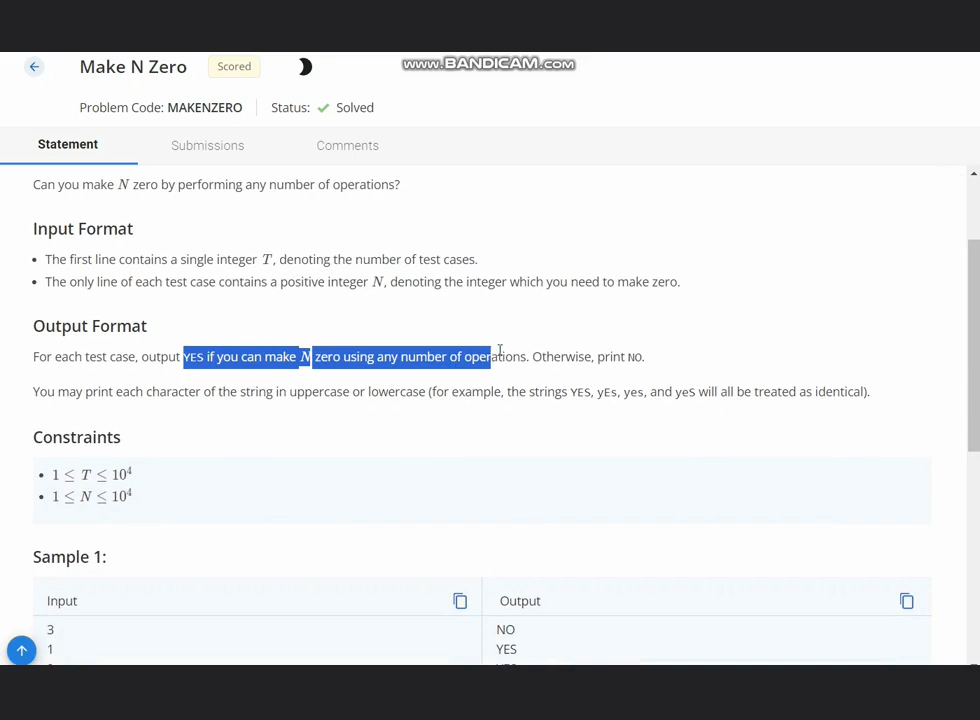 www.BANDICAM.com
Make N Zero Scored
Problem Code: MAKENZERO Status: Solved
Statement Submissions Comments
Can you make N zero by performing any number of operations?
Input Format
• The first line contains a single integer T, denoting the number of test cases.
• The only line of each test case contains a positive integer N, denoting the integer which you need to make zero.
Output Format
For each test case, output YES if you can make N zero using any number of operations. Otherwise, print NO.
You may print each character of the string in uppercase or lowercase (for example, the strings YES, yEs, yes, and yeS will all be treated as identical).
Constraints
• 1 ≤ T ≤ 10⁴
• 1 ≤ N ≤ 10⁴
Sample 1:
Input Output
3 NO
1 YES